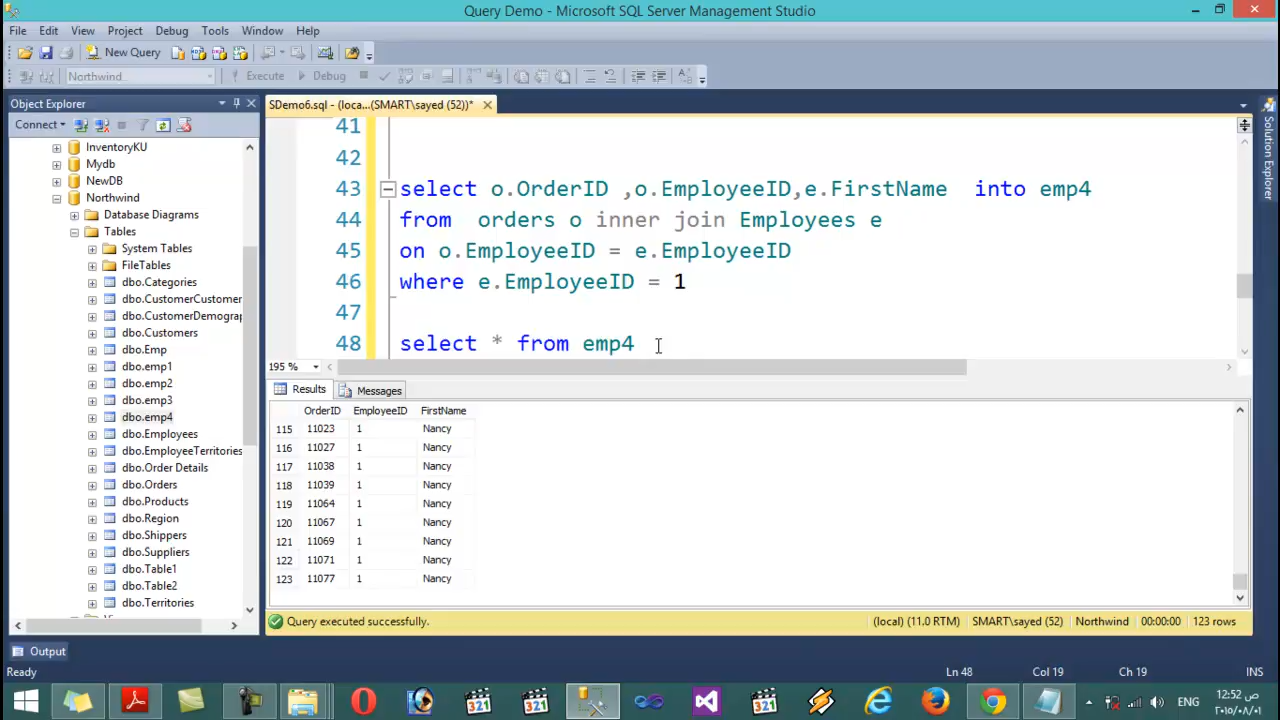 Query Demo - Microsoft SQL Server Management Studio
File Edit View Project Debug Tools Window Help
New Query
Northwind Execute Debug
Object Explorer
SDemo6.sql - (loca...(SMART\sayed (52))*
Solution Explorer
Connect
InventoryKU
Mydb
NewDB
Northwind
Database Diagrams
Tables
System Tables
FileTables
dbo.Categories
dbo.CustomerCustomer
dbo.CustomerDemograp
dbo.Customers
dbo.Emp
dbo.emp1
dbo.emp2
dbo.emp3
dbo.emp4
dbo.Employees
dbo.EmployeeTerritories
dbo.Order Details
dbo.Orders
dbo.Products
dbo.Region
dbo.Shippers
dbo.Suppliers
dbo.Table1
dbo.Table2
dbo.Territories
41
42
43 select o.OrderID ,o.EmployeeID,e.FirstName into emp4
44 from orders o inner join Employees e
45 on o.EmployeeID = e.EmployeeID
46 where e.EmployeeID = 1
47
48 select * from emp4
195 %
Results Messages
OrderID EmployeeID FirstName
115 11023 1 Nancy
116 11027 1 Nancy
117 11038 1 Nancy
118 11039 1 Nancy
119 11064 1 Nancy
120 11067 1 Nancy
121 11069 1 Nancy
122 11071 1 Nancy
123 11077 1 Nancy
Query executed successfully. (local) (11.0 RTM) SMART\sayed (52) Northwind 00:00:00 123 rows
Output
Ready Ln 48 Col 19 Ch 19 INS
321 321 321
ENG
12:52 ص
٢٠١٥/٠٨/٠١